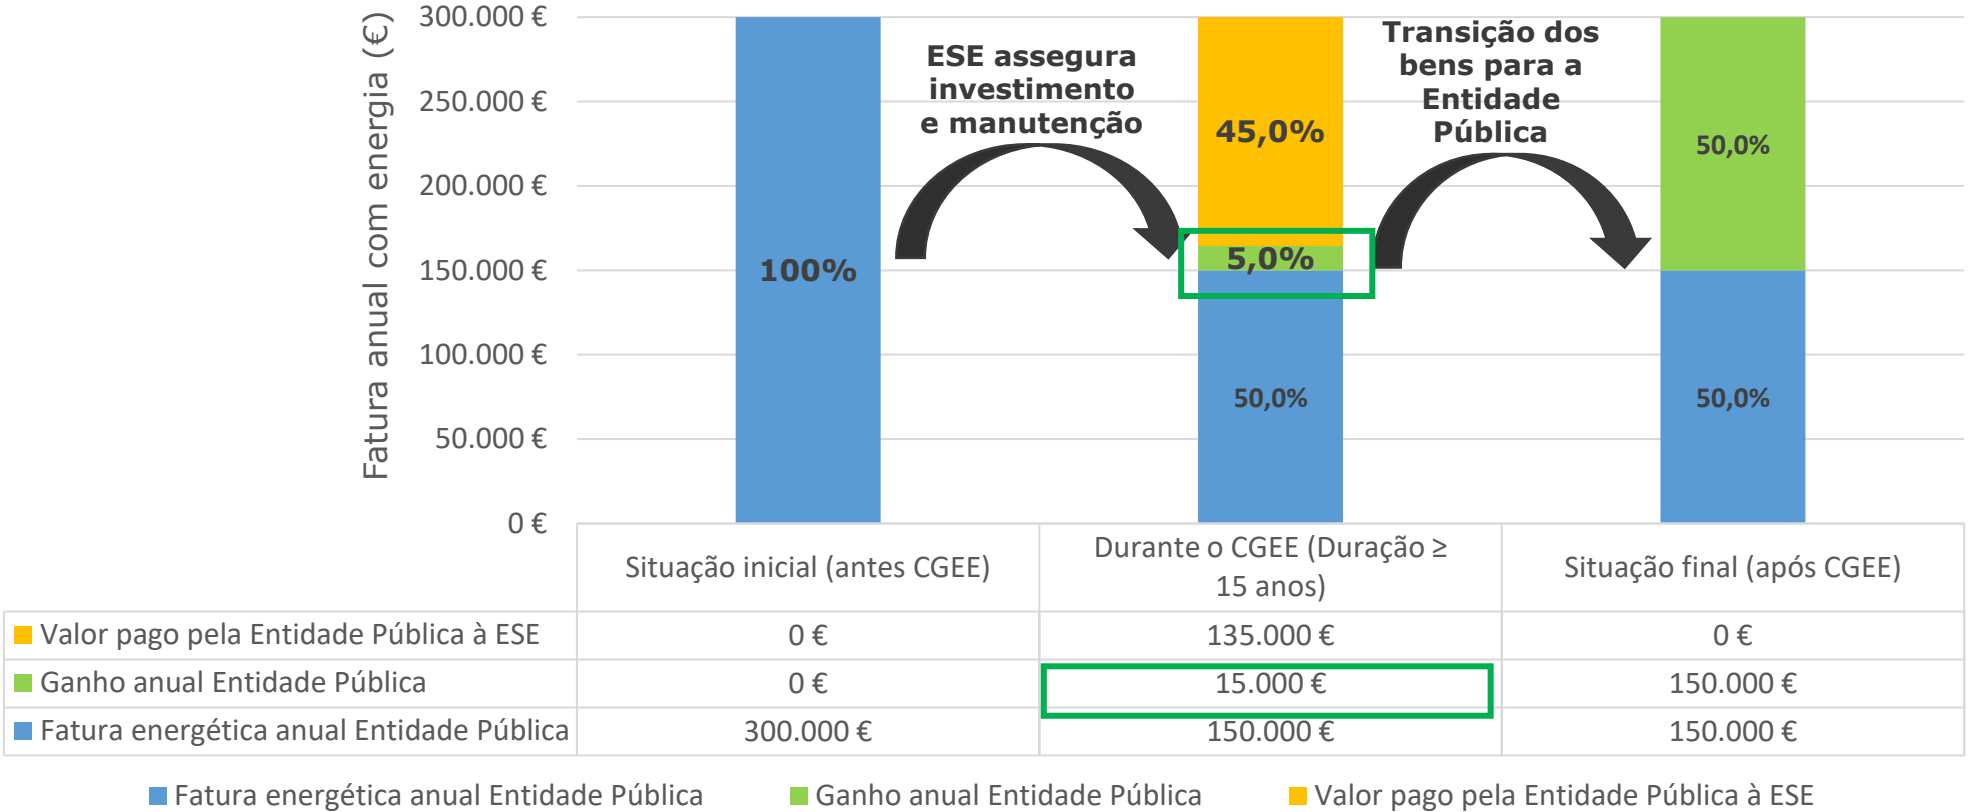 Fatura anual com energia (€)
300.000 €
250.000 €
200.000 €
150.000 €
100.000 €
50.000 €
0 €
100%
ESE assegura
investimento
e manutenção
45,0%
5,0%
50,0%
Transição dos
bens para a
Entidade
Pública
50,0%
50,0%
Situação inicial (antes CGEE)
Durante o CGEE (Duração ≥
15 anos)
Situação final (após CGEE)
Valor pago pela Entidade Pública à ESE 0 € 135.000 € 0 €
Ganho anual Entidade Pública 0 € 15.000 € 150.000 €
Fatura energética anual Entidade Pública 300.000 € 150.000 € 150.000 €
Fatura energética anual Entidade Pública Ganho anual Entidade Pública Valor pago pela Entidade Pública à ESE